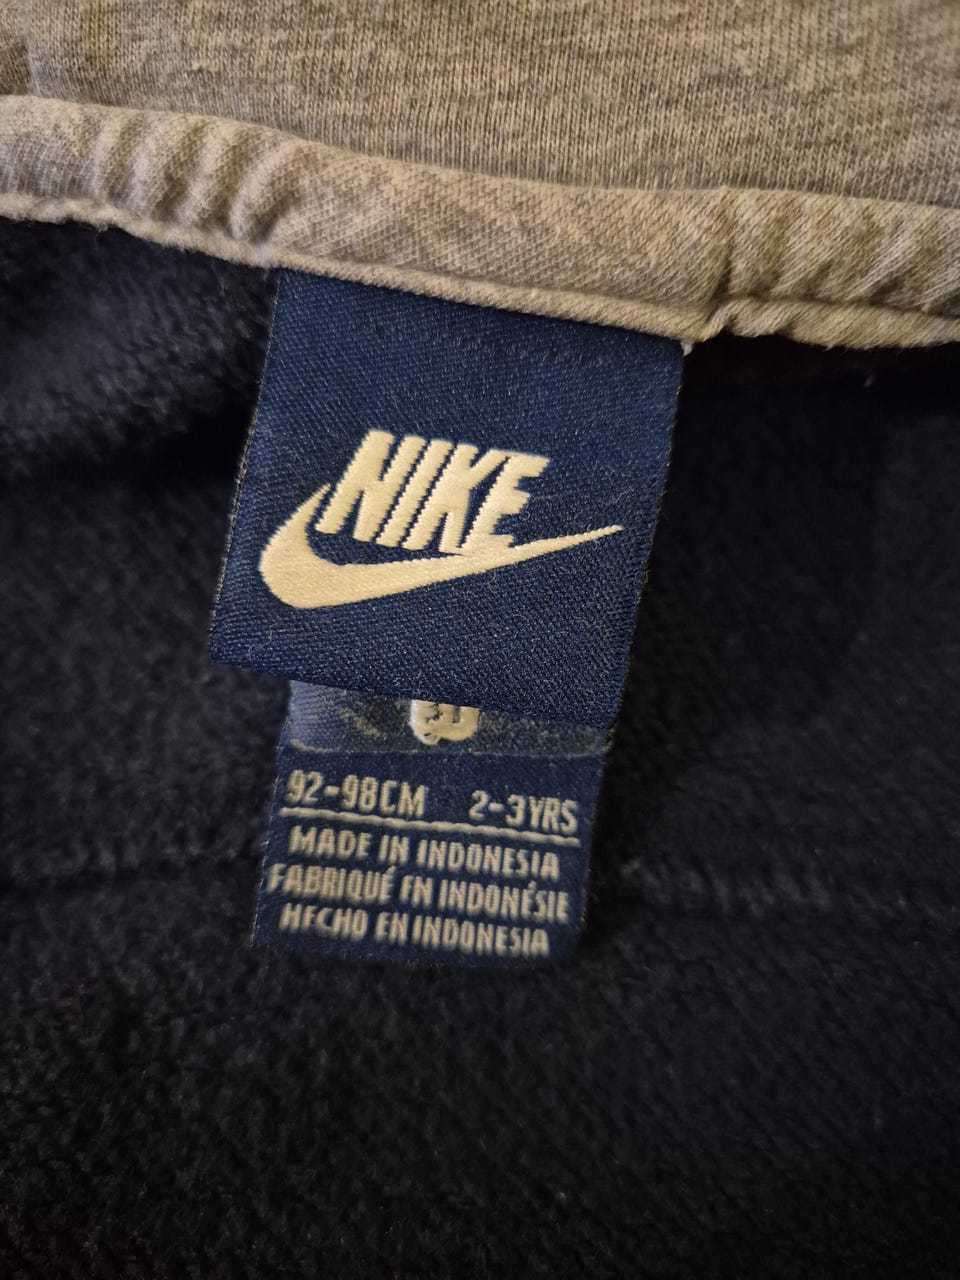 NIKE
92-98CM 2-3YRS
MADE IN INDONESIA
FABRIQUÉ EN INDONÉSIE
HECHO EN INDONESIA